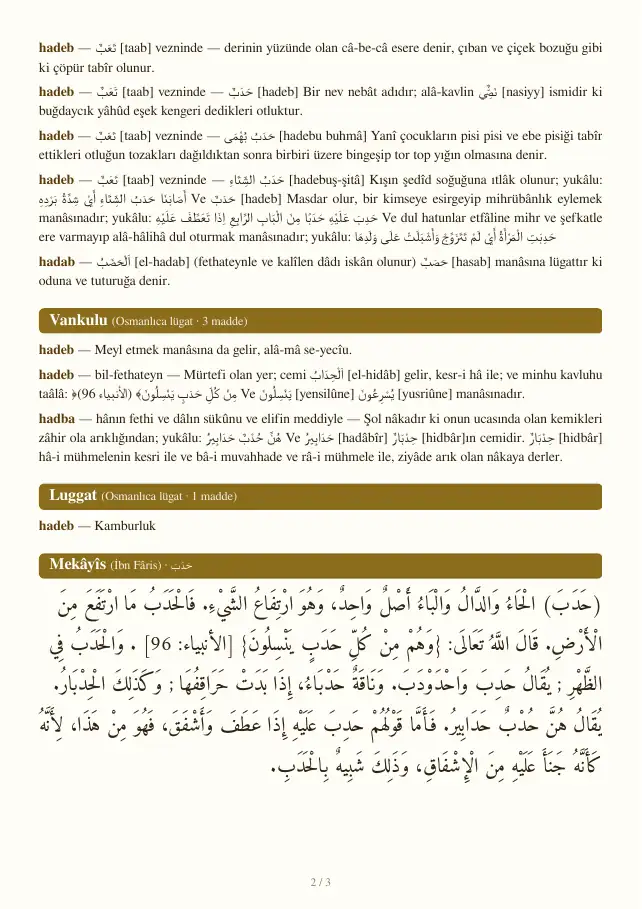 hadeb — تَعَبٌ [taab] vezninde — derinin yüzünde olan câ-be-câ esere denir, çıban ve çiçek bozuğu gibi
ki çöpür tabîr olunur.
hadeb — تَعَبٌ [taab] vezninde — حَدَبٌ [hadeb] Bir nev nebât adıdır; alâ-kavlin نَصِّي [nasiyy] ismidir ki
buğdaycık yâhûd eşek kengeri dedikleri otluktur.
hadeb — تَعَبٌ [taab] vezninde — حَدَبُ بُهْمَى [hadebu buhmâ] Yanî çocukların pisi pisi ve ebe pisiği tabîr
ettikleri otluğun tozakları dağıldıktan sonra birbiri üzere bingeşip tor top yığın olmasına denir.
hadeb — تَعَبٌ [taab] vezninde — حَدَبُ الشِّتَاءِ [hadebuş-şitâ] Kışın şedîd soğuğuna ıtlâk olunur; yukâlu:
أَصَابَنَا حَدَبُ الشِّتَاءِ أَيْ شِدَّةُ بَرْدِهِ Ve حَدَبٌ [hadeb] Masdar olur, bir kimseye esirgeyip mihrübânlık eylemek
manâsınadır; yukâlu: حَدِبَ عَلَيْهِ حَدَبًا مِنَ الْبَابِ الرَّابِعِ إِذَا تَعَطَّفَ عَلَيْهِ Ve dul hatunlar etfâline mihr ve şefkatle
ere varmayıp alâ-hâlihâ dul oturmak manâsınadır; yukâlu: حَدِبَتِ الْمَرْأَةُ أَيْ لَمْ تَتَزَوَّجْ وَأَشْبَلَتْ عَلَى وَلَدِهَا
hadab — اَلْحَضَبُ [el-hadab] (fethateynle ve kalîlen dâdı iskân olunur) حَصَبٌ [hasab] manâsına lügattır ki
oduna ve tuturuğa denir.
Vankulu (Osmanlıca lügat · 3 madde)
hadeb — Meyl etmek manâsına da gelir, alâ-mâ se-yecîu.
hadeb — bil-fethateyn — Mürtefi olan yer; cemi اَلْحِدَابُ [el-hidâb] gelir, kesr-i hâ ile; ve minhu kavluhu
taâlâ: ﴿مِنْ كُلِّ حَدَبٍ يَنْسِلُونَ﴾ (الأنبياء 96) Ve يَنْسِلُونَ [yensilûne] يُسْرِعُونَ [yusriûne] manâsınadır.
hadba — hânın fethi ve dâlın sükûnu ve elifin meddiyle — Şol nâkadır ki onun ucasında olan kemikleri
zâhir ola arıklığından; yukâlu: هُنَّ حُدْبٌ حَدَابِيرُ Ve حَدَابِيرُ [hadâbîr] حِدْبَارٌ [hidbâr]ın cemidir. حِدْبَارٌ [hidbâr]
hâ-i mühmelenin kesri ile ve bâ-i muvahhade ve râ-i mühmele ile, ziyâde arık olan nâkaya derler.
Luggat (Osmanlıca lügat · 1 madde)
hadeb — Kamburluk
Mekâyîs (İbn Fâris) · حَدَبَ
(حَدَبَ) الْحَاءُ وَالدَّالُ وَالْبَاءُ أَصْلٌ وَاحِدٌ، وَهُوَ ارْتِفَاعُ الشَّيْءِ. فَالْحَدَبُ مَا ارْتَفَعَ مِنَ
الْأَرْضِ. قَالَ اللَّهُ تَعَالَى: {وَهُمْ مِنْ كُلِّ حَدَبٍ يَنْسِلُونَ} [الأنبياء: 96] . وَالْحَدَبُ فِي
الظَّهْرِ ; يُقَالُ حَدِبَ وَاحْدَوْدَبَ. وَنَاقَةٌ حَدْبَاءُ، إِذَا بَدَتْ حَرَاقِفُهَا ; وَكَذَلِكَ الْحِدْبَارُ.
يُقَالُ هُنَّ حُدْبٌ حَدَابِيرُ. فَأَمَّا قَوْلُهُمْ حَدِبَ عَلَيْهِ إِذَا عَطَفَ وَأَشْفَقَ، فَهُوَ مِنْ هَذَا، لِأَنَّهُ
كَأَنَّهُ جَنَأَ عَلَيْهِ مِنَ الْإِشْفَاقِ، وَذَلِكَ شَبِيهٌ بِالْحَدَبِ.
2 / 3